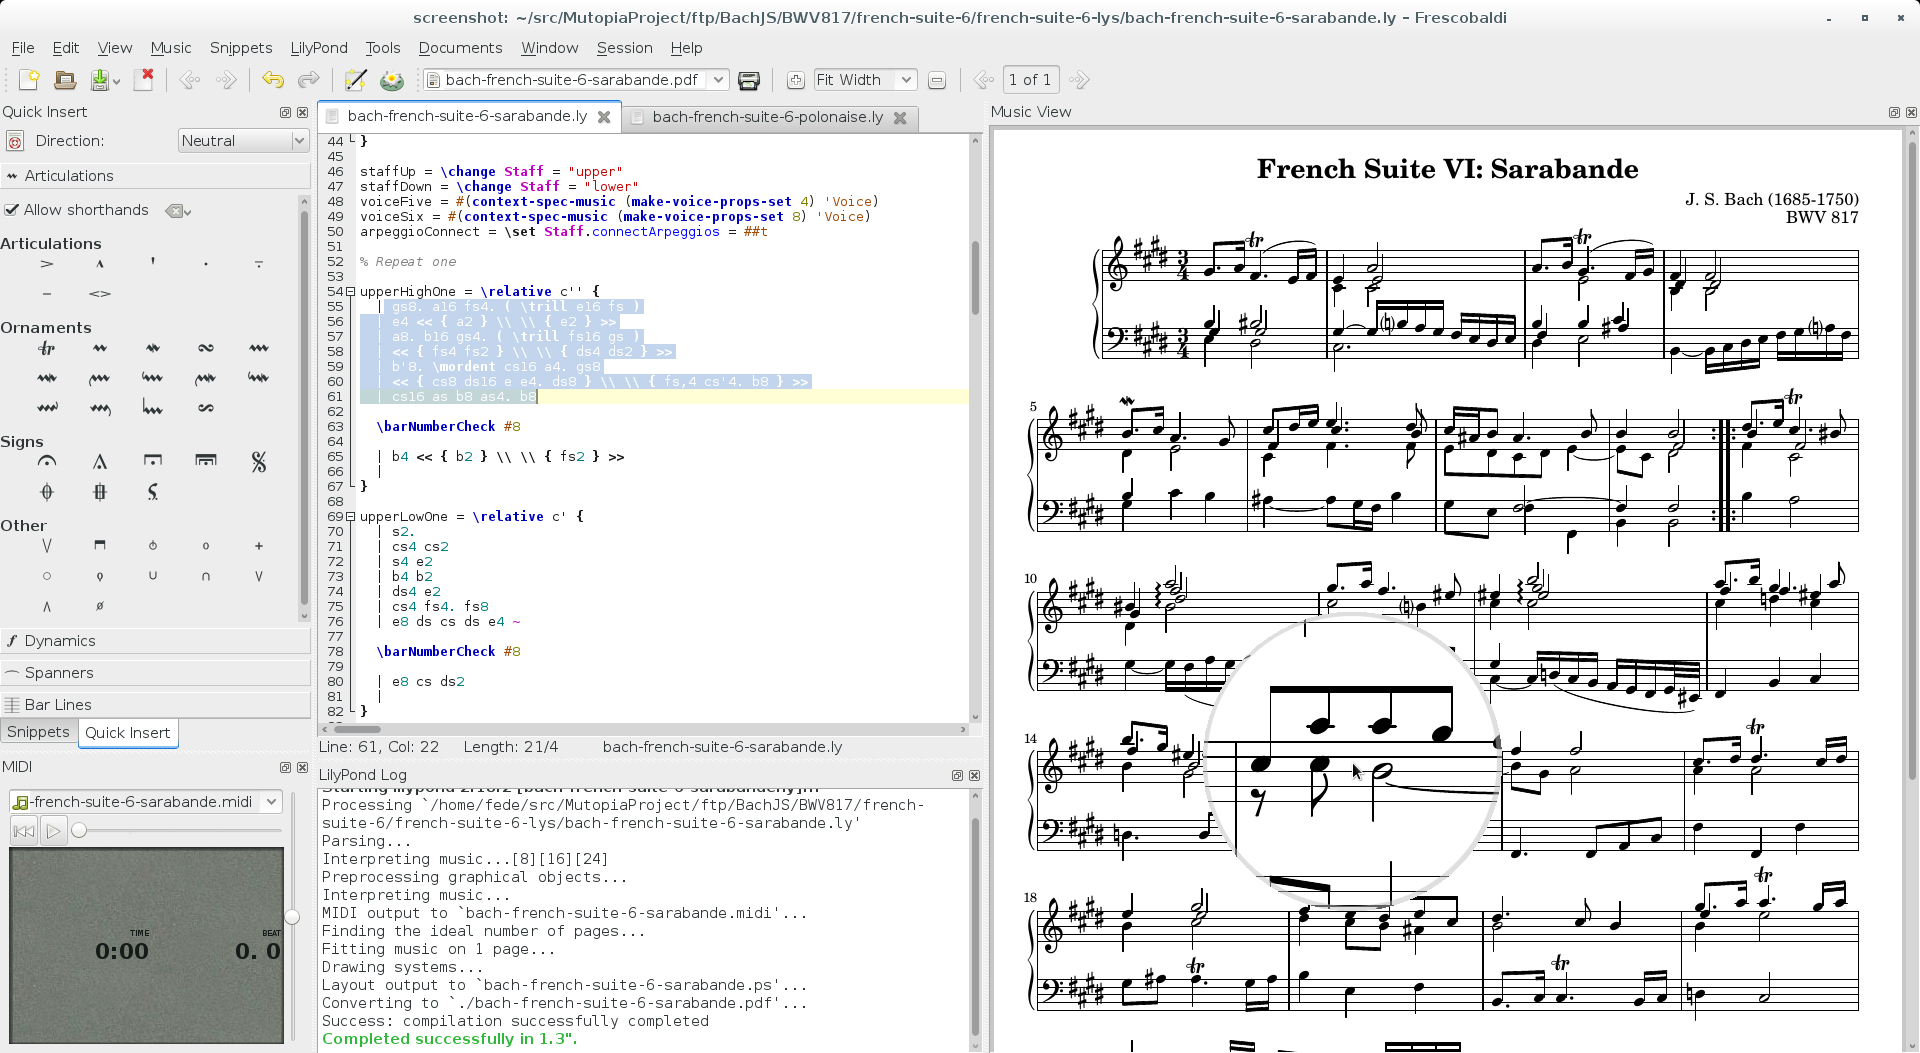 screenshot: ~/src/MutopiaProject/ftp/BachJS/BWV817/french-suite-6/french-suite-6-lys/bach-french-suite-6-sarabande.ly – Frescobaldi
File Edit View Music Snippets LilyPond Tools Documents Window Session Help
bach-french-suite-6-sarabande.pdf Fit Width 1 of 1
Quick Insert
Direction: Neutral
Articulations
Allow shorthands
Articulations
Ornaments
Signs
Other
Dynamics
Spanners
Bar Lines
Snippets Quick Insert
MIDI
-french-suite-6-sarabande.midi
TIME BEAT
0:00 0. 0
bach-french-suite-6-sarabande.ly bach-french-suite-6-polonaise.ly
44 }
45
46 staffUp = \change Staff = "upper"
47 staffDown = \change Staff = "lower"
48 voiceFive = #(context-spec-music (make-voice-props-set 4) 'Voice)
49 voiceSix = #(context-spec-music (make-voice-props-set 8) 'Voice)
50 arpeggioConnect = \set Staff.connectArpeggios = ##t
51
52 % Repeat one
53
54 upperHighOne = \relative c'' {
55 | gs8. a16 fs4. ( \trill e16 fs )
56 | e4 << { a2 } \\ \\ { e2 } >>
57 | a8. b16 gs4. ( \trill fs16 gs )
58 | << { fs4 fs2 } \\ \\ { ds4 ds2 } >>
59 | b'8. \mordent cs16 a4. gs8
60 | << { cs8 ds16 e e4. ds8 } \\ \\ { fs,4 cs'4. b8 } >>
61 | cs16 as b8 as4. b8
62
63 \barNumberCheck #8
64
65 | b4 << { b2 } \\ \\ { fs2 } >>
66 |
67 }
68
69 upperLowOne = \relative c' {
70 | s2.
71 | cs4 cs2
72 | s4 e2
73 | b4 b2
74 | ds4 e2
75 | cs4 fs4. fs8
76 | e8 ds cs ds e4 ~
77
78 \barNumberCheck #8
79
80 | e8 cs ds2
81 |
82 }
Line: 61, Col: 22 Length: 21/4 bach-french-suite-6-sarabande.ly
LilyPond Log
Processing `/home/fede/src/MutopiaProject/ftp/BachJS/BWV817/french-
suite-6/french-suite-6-lys/bach-french-suite-6-sarabande.ly'
Parsing...
Interpreting music...[8][16][24]
Preprocessing graphical objects...
Interpreting music...
MIDI output to `bach-french-suite-6-sarabande.midi'...
Finding the ideal number of pages...
Fitting music on 1 page...
Drawing systems...
Layout output to `bach-french-suite-6-sarabande.ps'...
Converting to `./bach-french-suite-6-sarabande.pdf'...
Success: compilation successfully completed
Completed successfully in 1.3".
Music View
French Suite VI: Sarabande
J. S. Bach (1685-1750)
BWV 817
tr tr
3 4
3 4
5 tr
10
14 tr
18 tr
tr tr